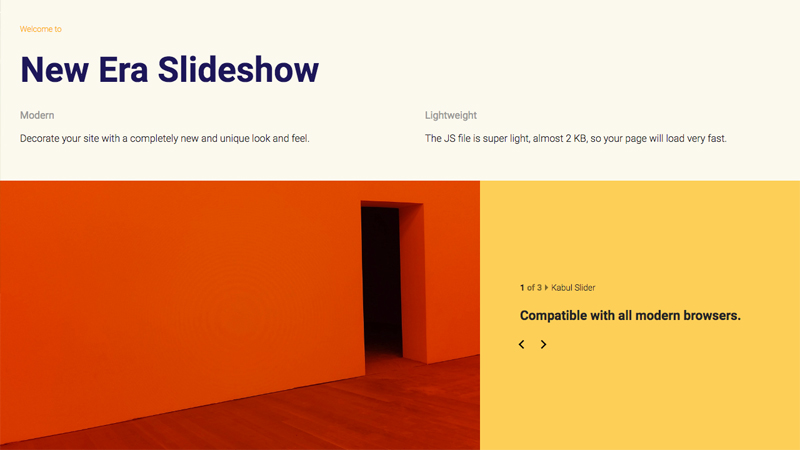 Welcome to
New Era Slideshow
Modern
Decorate your site with a completely new and unique look and feel.
Lightweight
The JS file is super light, almost 2 KB, so your page will load very fast.
1 of 3 Kabul Slider
Compatible with all modern browsers.